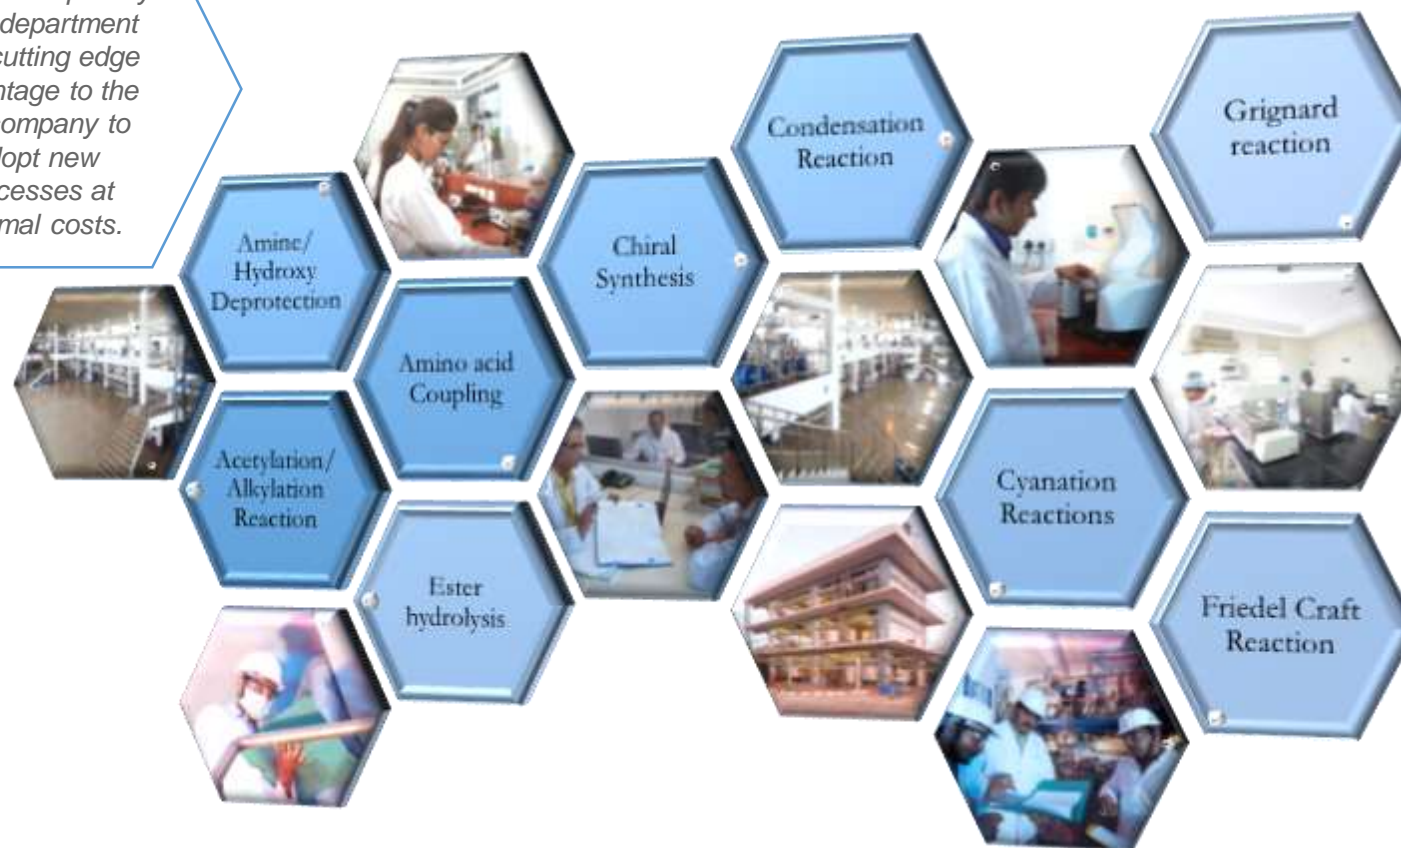 department
cutting edge
ntage to the
ompany to
lopt new
cesses at
mal costs.
Amine/
Hydroxy
Deprotection
Acetylation/
Alkylation
Reaction
Amino acid
Coupling
Ester
hydrolysis
Chiral
Synthesis
Condensation
Reaction
Cyanation
Reactions
Grignard
reaction
Friedel Craft
Reaction